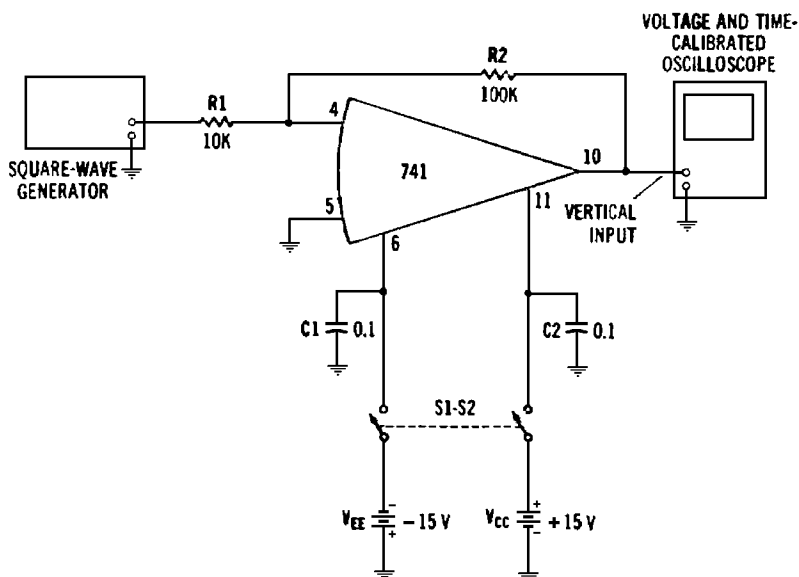 VOLTAGE AND TIME-
CALIBRATED
OSCILLOSCOPE
R2
100K
R1
10K
4
SQUARE-WAVE
GENERATOR
741
10
5
11
VERTICAL
INPUT
6
C1 0.1
C2 0.1
S1-S2
VEE - + -15 V
VCC + - +15 V